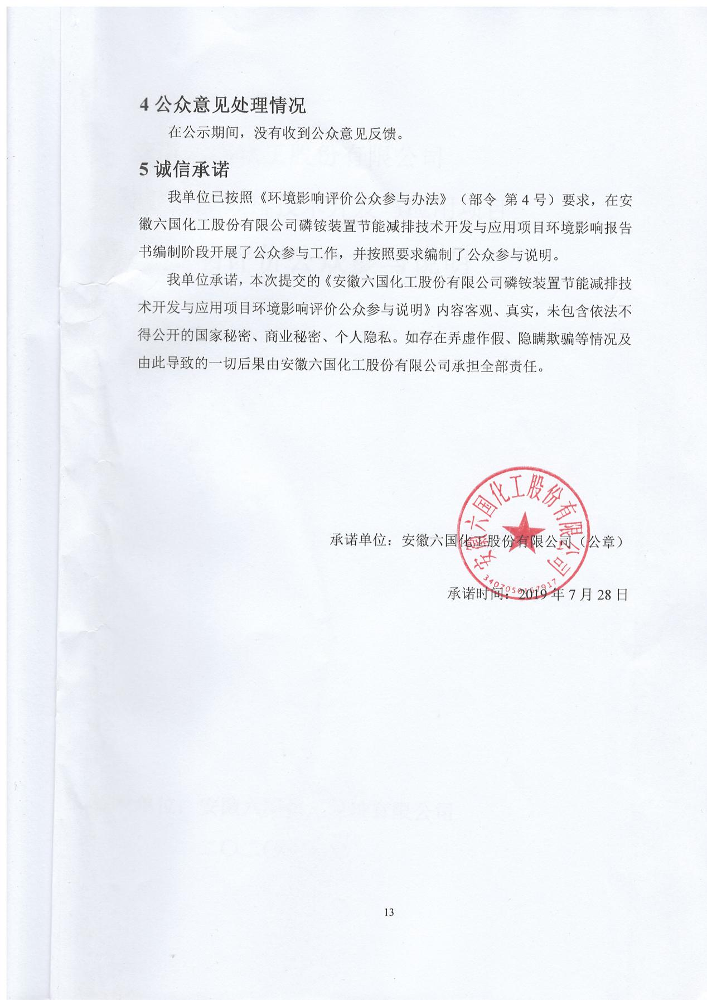 4 公众意见处理情况
在公示期间，没有收到公众意见反馈。
5 诚信承诺
我单位已按照《环境影响评价公众参与办法》（部令 第 4 号）要求，在安
徽六国化工股份有限公司磷铵装置节能减排技术开发与应用项目环境影响报告
书编制阶段开展了公众参与工作，并按照要求编制了公众参与说明。
我单位承诺，本次提交的《安徽六国化工股份有限公司磷铵装置节能减排技
术开发与应用项目环境影响评价公众参与说明》内容客观、真实，未包含依法不
得公开的国家秘密、商业秘密、个人隐私。如存在弄虚作假、隐瞒欺骗等情况及
由此导致的一切后果由安徽六国化工股份有限公司承担全部责任。
安徽六国化工股份有限公司
承诺单位：安徽六国化工股份有限公司（公章）
3407050167917
承诺时间：2019 年 7 月 28 日
13